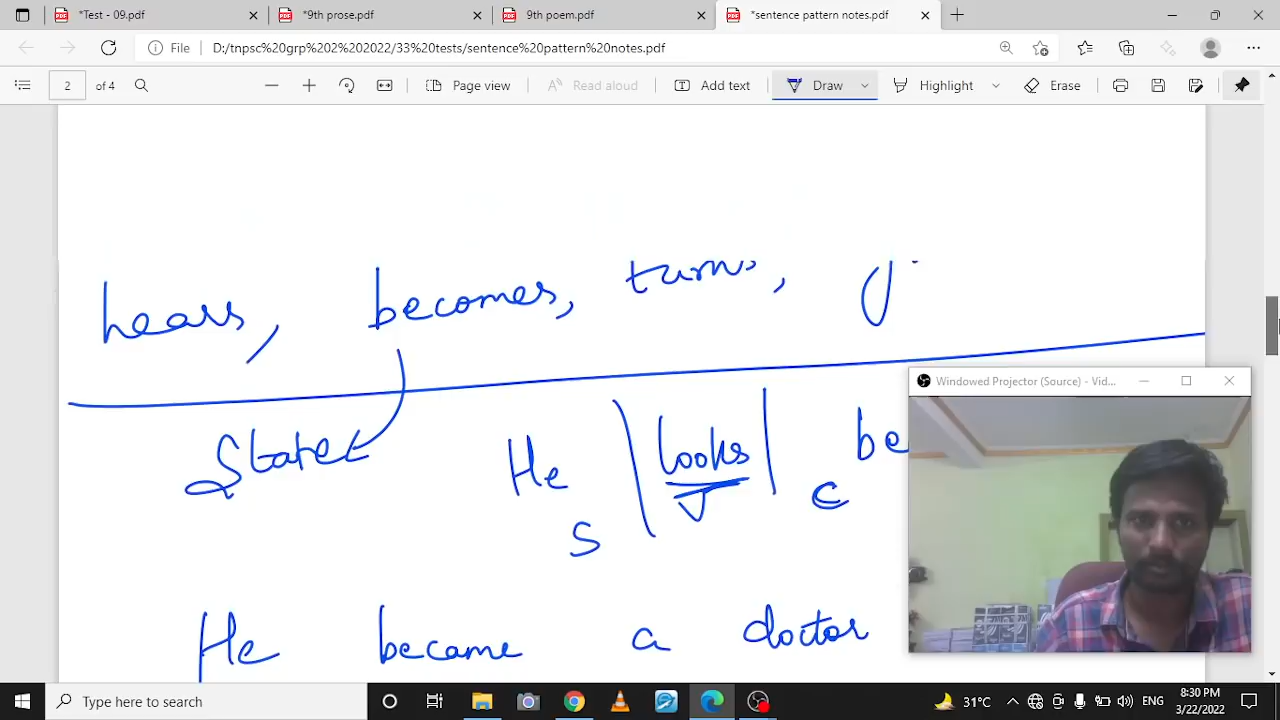 *Test - 09.pdf *9th prose.pdf 9th poem.pdf *sentence pattern notes.pdf
File D:/tnpsc%20grp%202%202022/33%20tests/sentence%20pattern%20notes.pdf
2 of 4 Page view Read aloud Add text Draw Highlight Erase
hears, becomes, turns,
Windowed Projector (Source) - Vid...
State He looks be
S V C
He became a doctor
Type here to search 31°C ENG 8:30 PM
3/22/2022